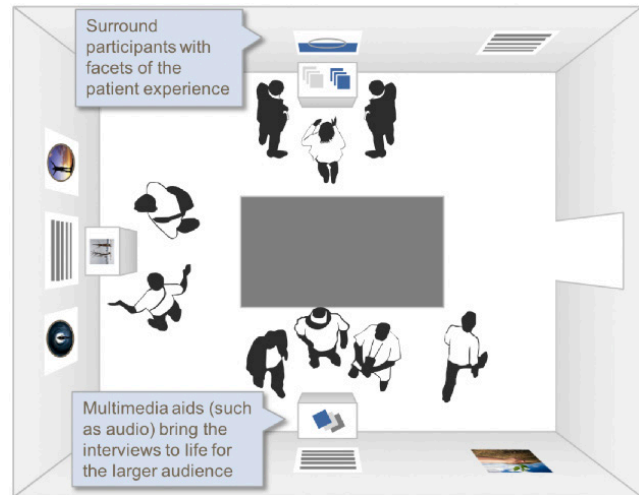 Surround
participants with
facets of the
patient experience
Multimedia aids (such
as audio) bring the
interviews to life for
the larger audience